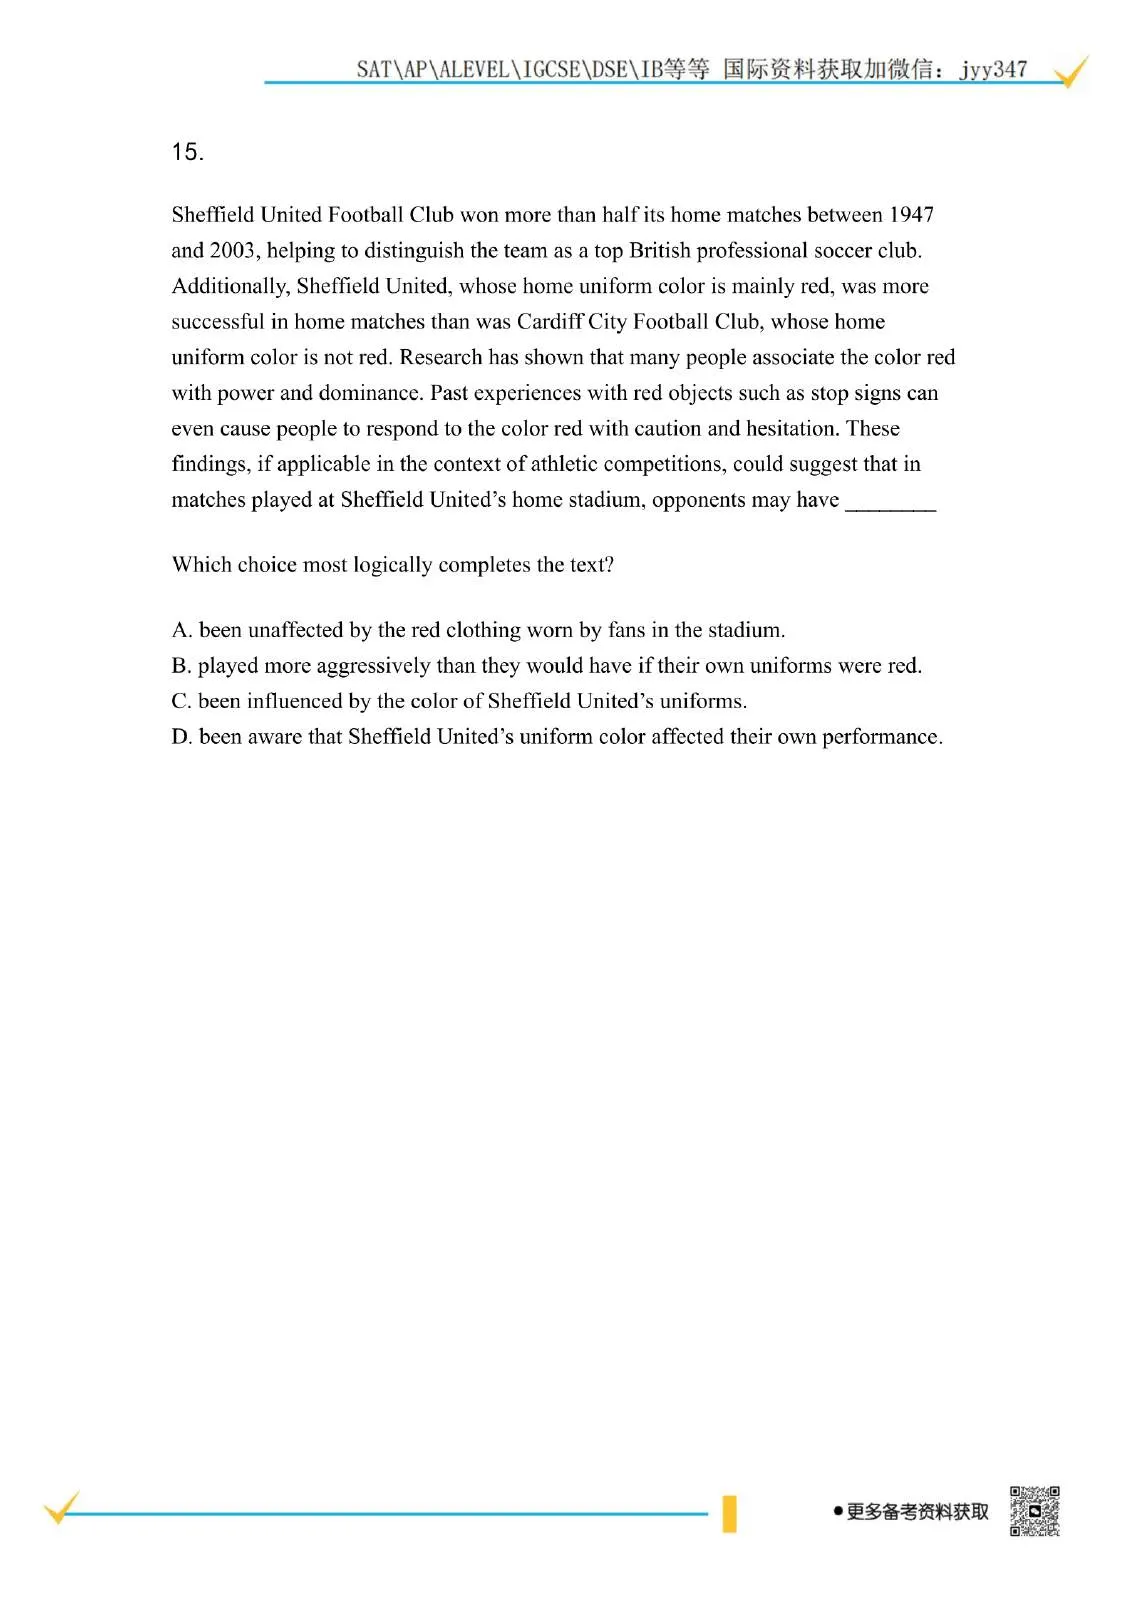 SAT\AP\ALEVEL\IGCSE\DSE\IB等等 国际资料获取加微信：jyy347
15.
Sheffield United Football Club won more than half its home matches between 1947
and 2003, helping to distinguish the team as a top British professional soccer club.
Additionally, Sheffield United, whose home uniform color is mainly red, was more
successful in home matches than was Cardiff City Football Club, whose home
uniform color is not red. Research has shown that many people associate the color red
with power and dominance. Past experiences with red objects such as stop signs can
even cause people to respond to the color red with caution and hesitation. These
findings, if applicable in the context of athletic competitions, could suggest that in
matches played at Sheffield United’s home stadium, opponents may have ________
Which choice most logically completes the text?
A. been unaffected by the red clothing worn by fans in the stadium.
B. played more aggressively than they would have if their own uniforms were red.
C. been influenced by the color of Sheffield United’s uniforms.
D. been aware that Sheffield United’s uniform color affected their own performance.
●更多备考资料获取